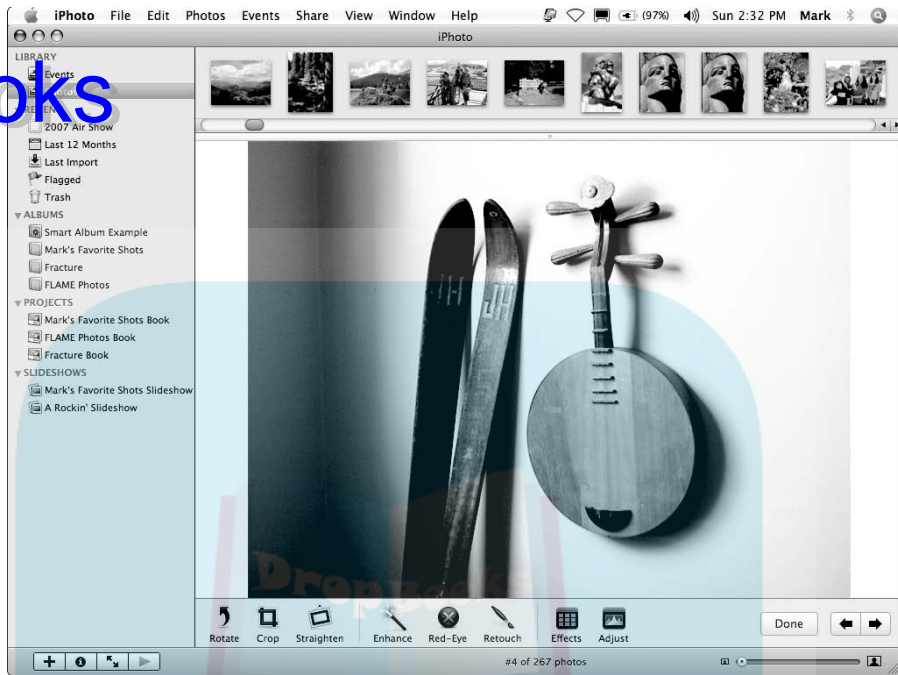 iPhoto File Edit Photos Events Share View Window Help (97%) Sun 2:32 PM Mark
iPhoto
LIBRARY
Events
Photos
oks
2007 Air Show
Last 12 Months
Last Import
Flagged
Trash
ALBUMS
Smart Album Example
Mark's Favorite Shots
Fracture
FLAME Photos
PROJECTS
Mark's Favorite Shots Book
FLAME Photos Book
Fracture Book
SLIDESHOWS
Mark's Favorite Shots Slideshow
A Rockin' Slideshow
DropBooks
Rotate Crop Straighten Enhance Red-Eye Retouch Effects Adjust Done
#4 of 267 photos